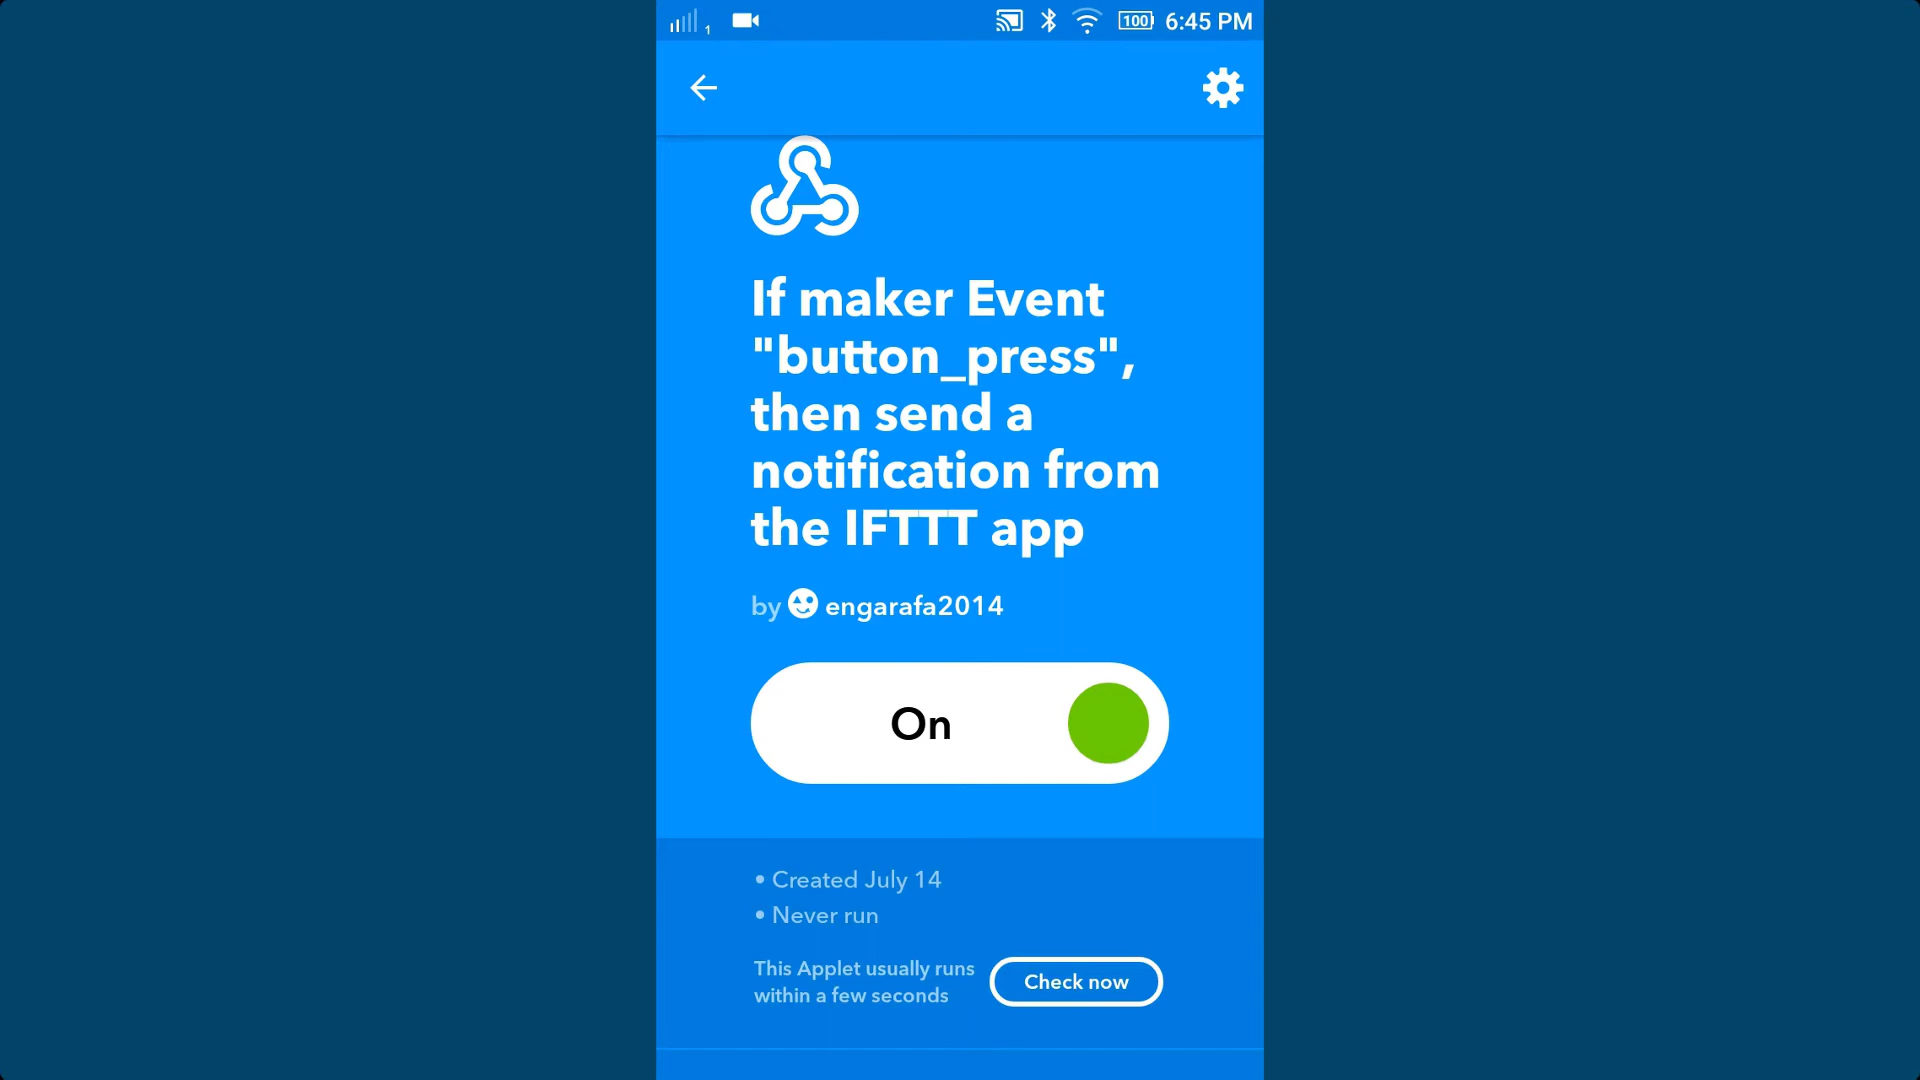 1 100 6:45 PM
If maker Event
"button_press",
then send a
notification from
the IFTTT app
by engarafa2014
On
• Created July 14
• Never run
This Applet usually runs
within a few seconds
Check now